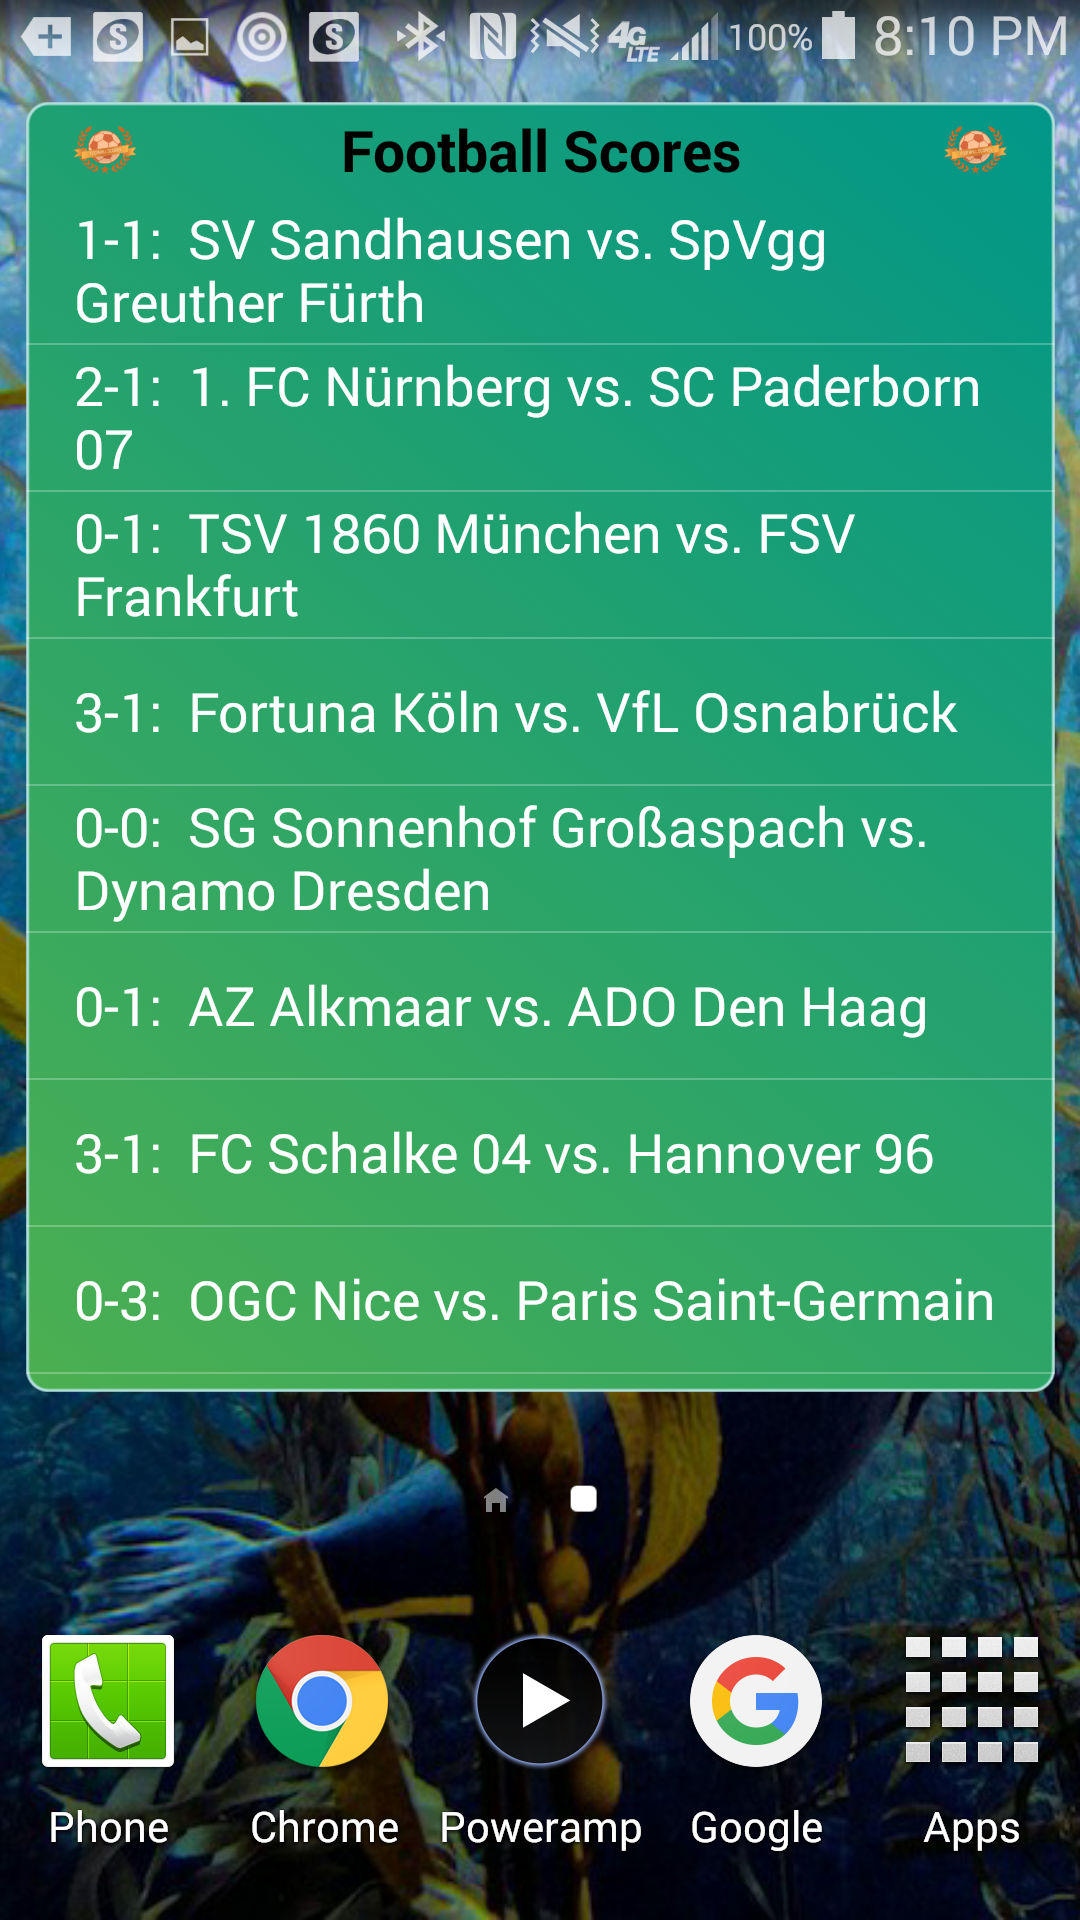 100% 8:10 PM
Football Scores
1-1: SV Sandhausen vs. SpVgg
Greuther Fürth
2-1: 1. FC Nürnberg vs. SC Paderborn
07
0-1: TSV 1860 München vs. FSV
Frankfurt
3-1: Fortuna Köln vs. VfL Osnabrück
0-0: SG Sonnenhof Großaspach vs.
Dynamo Dresden
0-1: AZ Alkmaar vs. ADO Den Haag
3-1: FC Schalke 04 vs. Hannover 96
0-3: OGC Nice vs. Paris Saint-Germain
Phone Chrome Poweramp Google Apps